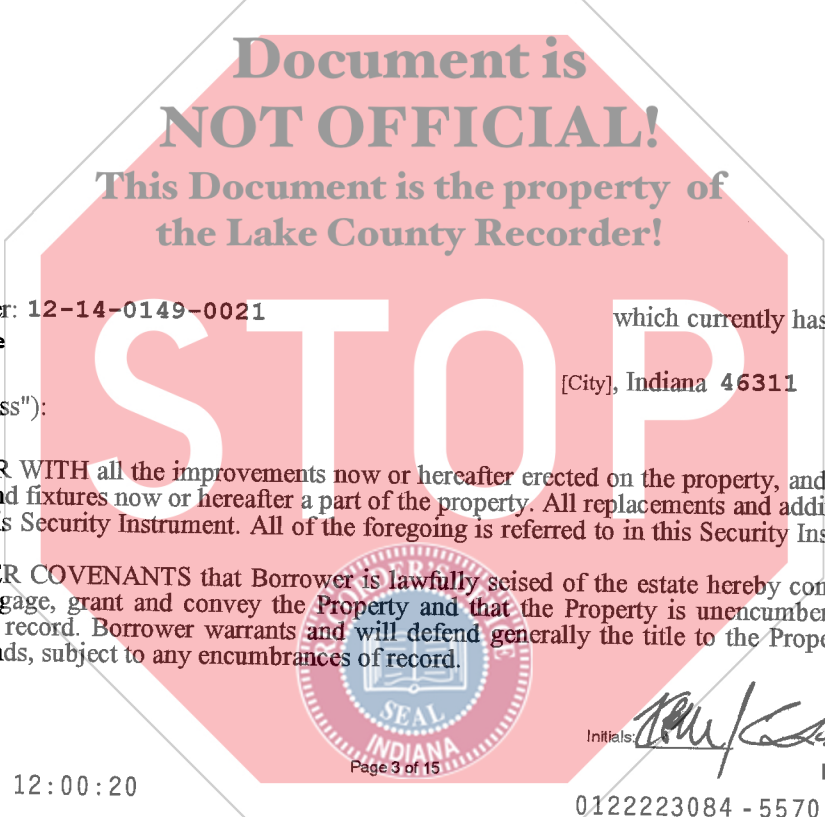 Document is
NOT OFFICIAL!
This Document is the property of
the Lake County Recorder!
STOP
r: 12-14-0149-0021
which currently has
e
[City], Indiana 46311
ss"):
R WITH all the improvements now or hereafter erected on the property, and
d fixtures now or hereafter a part of the property. All replacements and addi
s Security Instrument. All of the foregoing is referred to in this Security Ins
ER COVENANTS that Borrower is lawfully seised of the estate hereby con
gage, grant and convey the Property and that the Property is unencumber
record. Borrower warrants and will defend generally the title to the Prope
nds, subject to any encumbrances of record.
SEAL
INDIANA
Initials:
Page 3 of 15
12:00:20
0122223084 - 5570